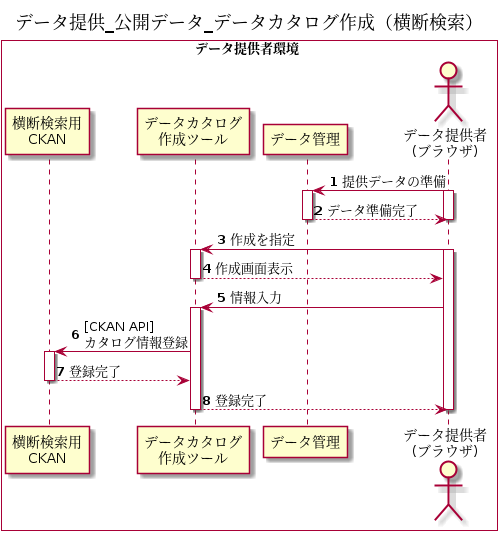 データ提供_公開データ_データカタログ作成（横断検索）
データ提供者環境
横断検索用
CKAN
データカタログ
作成ツール
データ管理
データ提供者
（ブラウザ）
1 提供データの準備
2 データ準備完了
3 作成を指定
4 作成画面表示
5 情報入力
[CKAN API]
6 カタログ情報登録
7 登録完了
8 登録完了
横断検索用
CKAN
データカタログ
作成ツール
データ管理
データ提供者
（ブラウザ）